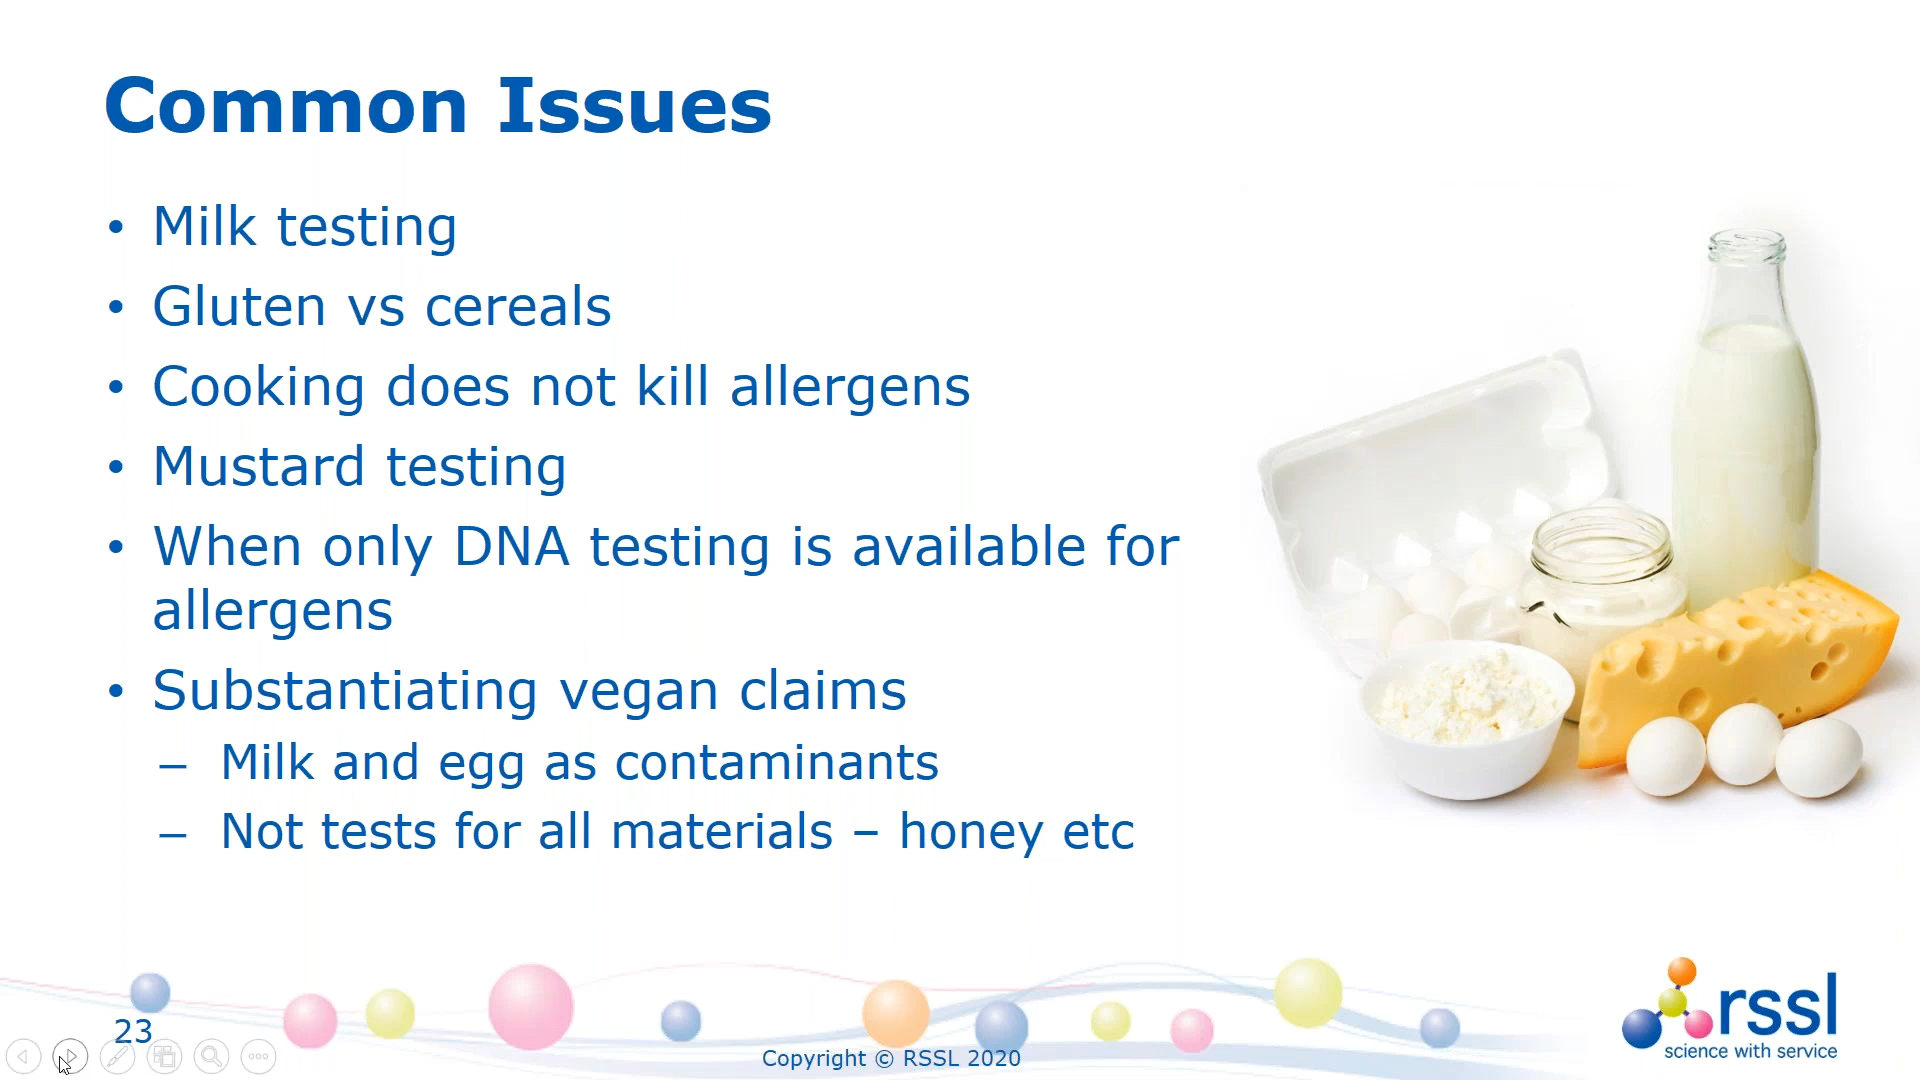 Common Issues
• Milk testing
• Gluten vs cereals
• Cooking does not kill allergens
• Mustard testing
• When only DNA testing is available for
allergens
• Substantiating vegan claims
– Milk and egg as contaminants
– Not tests for all materials – honey etc
23
Copyright © RSSL 2020
rssl
science with service